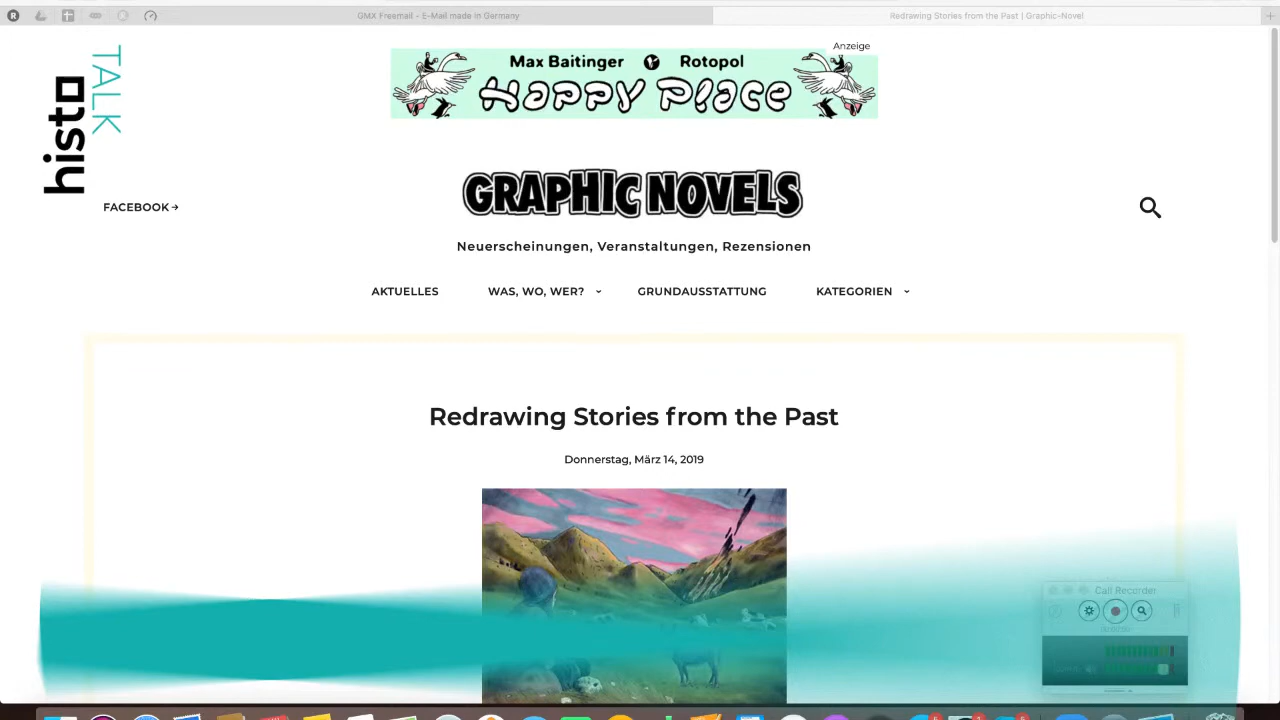 GMX Freemail - E-Mail made in Germany
Redrawing Stories from the Past | Graphic-Novel
histo
TALK
Anzeige
Max Baitinger Rotopol
Happy Place
FACEBOOK →
GRAPHIC NOVELS
Neuerscheinungen, Veranstaltungen, Rezensionen
AKTUELLES WAS, WO, WER? GRUNDAUSSTATTUNG KATEGORIEN
Redrawing Stories from the Past
Donnerstag, März 14, 2019
Call Recorder